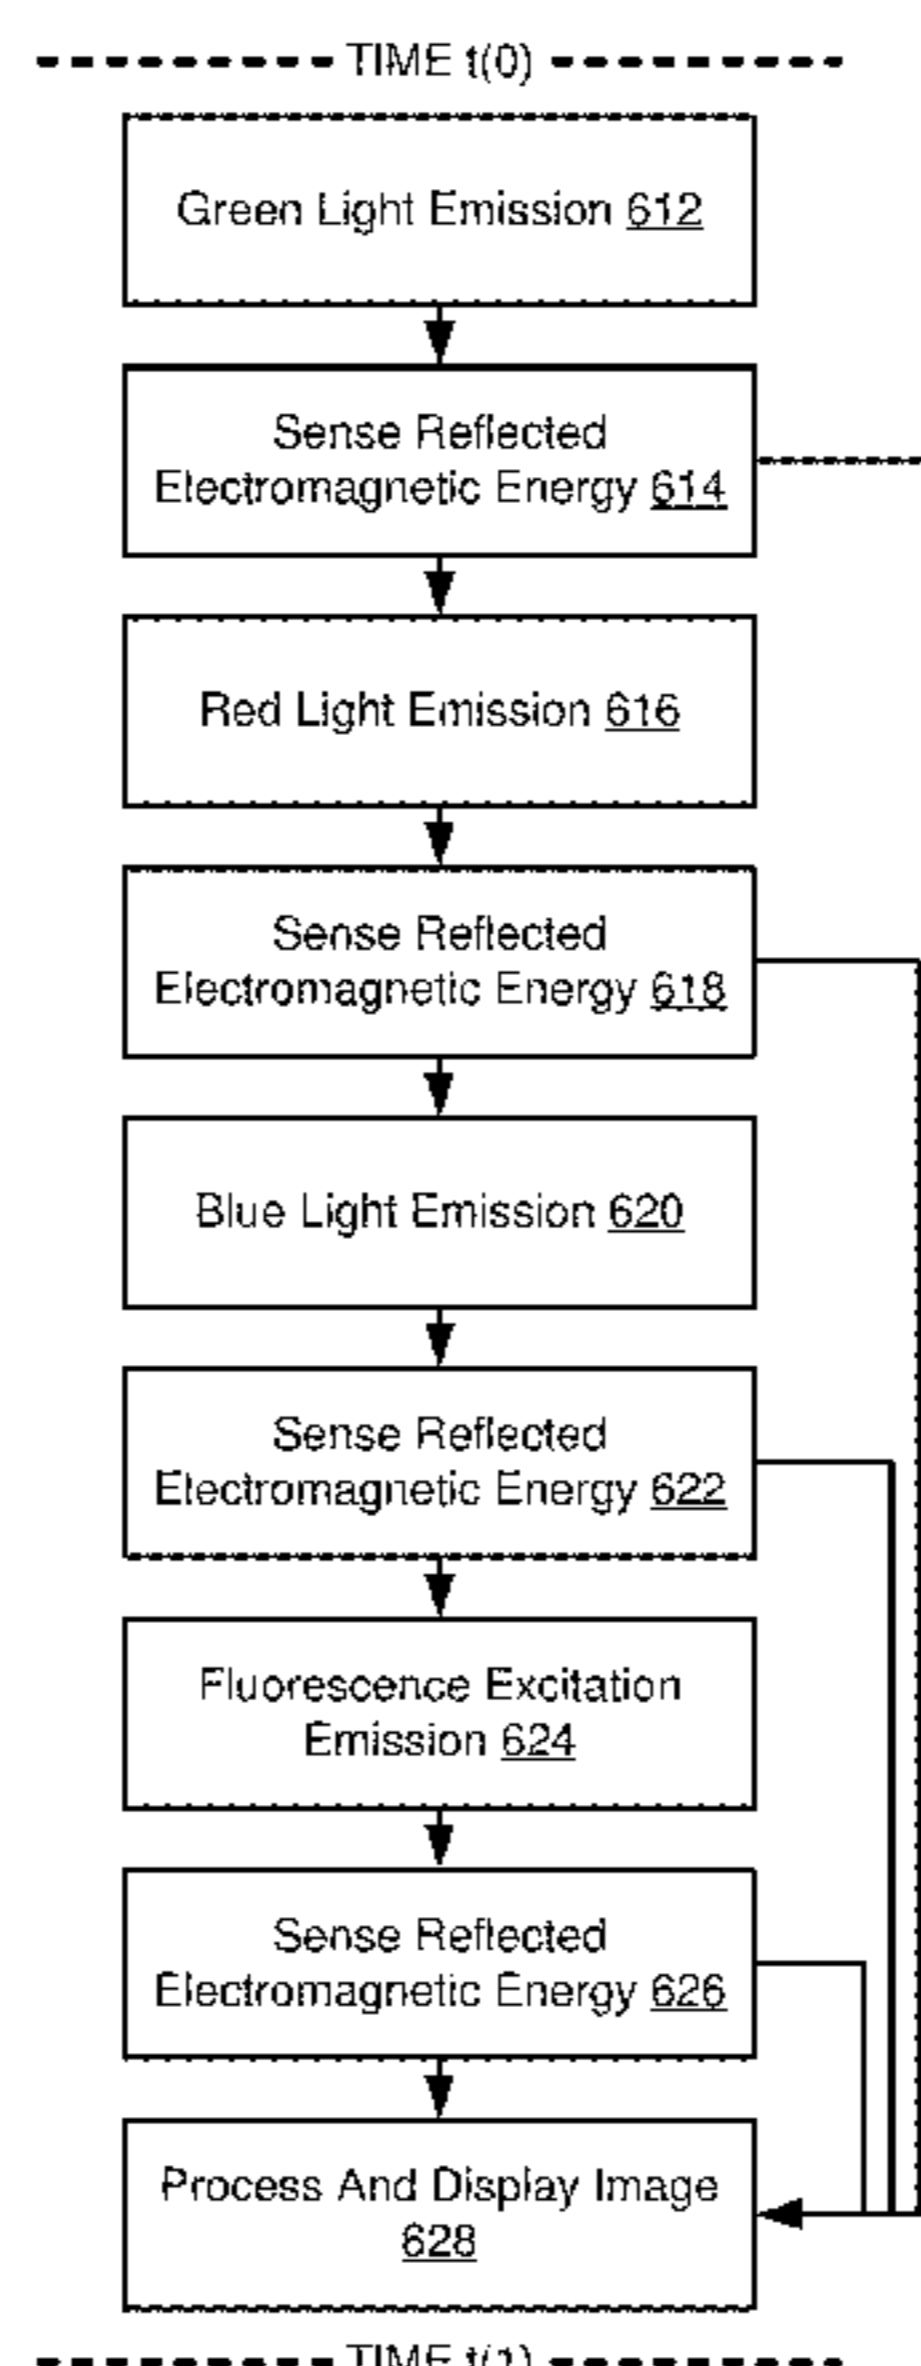 TIME t(0)
Green Light Emission 612
Sense Reflected
Electromagnetic Energy 614
Red Light Emission 616
Sense Reflected
Electromagnetic Energy 618
Blue Light Emission 620
Sense Reflected
Electromagnetic Energy 622
Fluorescence Excitation
Emission 624
Sense Reflected
Electromagnetic Energy 626
Process And Display Image
628
TIME t(1)